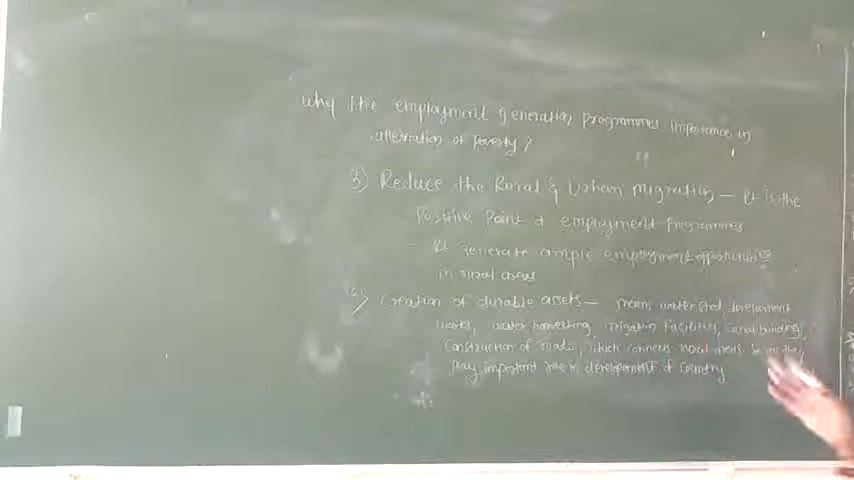 why the employment generation programmes importance in
alleviation of poverty?
3) Reduce the Rural & Urban migration – It is the
Positive Point of employment programmes
- It generate ample employment opportunities
in rural areas
4) Creation of durable assets – means watershed development
works, water harvesting, irrigation facilities, canal building,
construction of roads, which connects rural areas.
Play important role in development of country